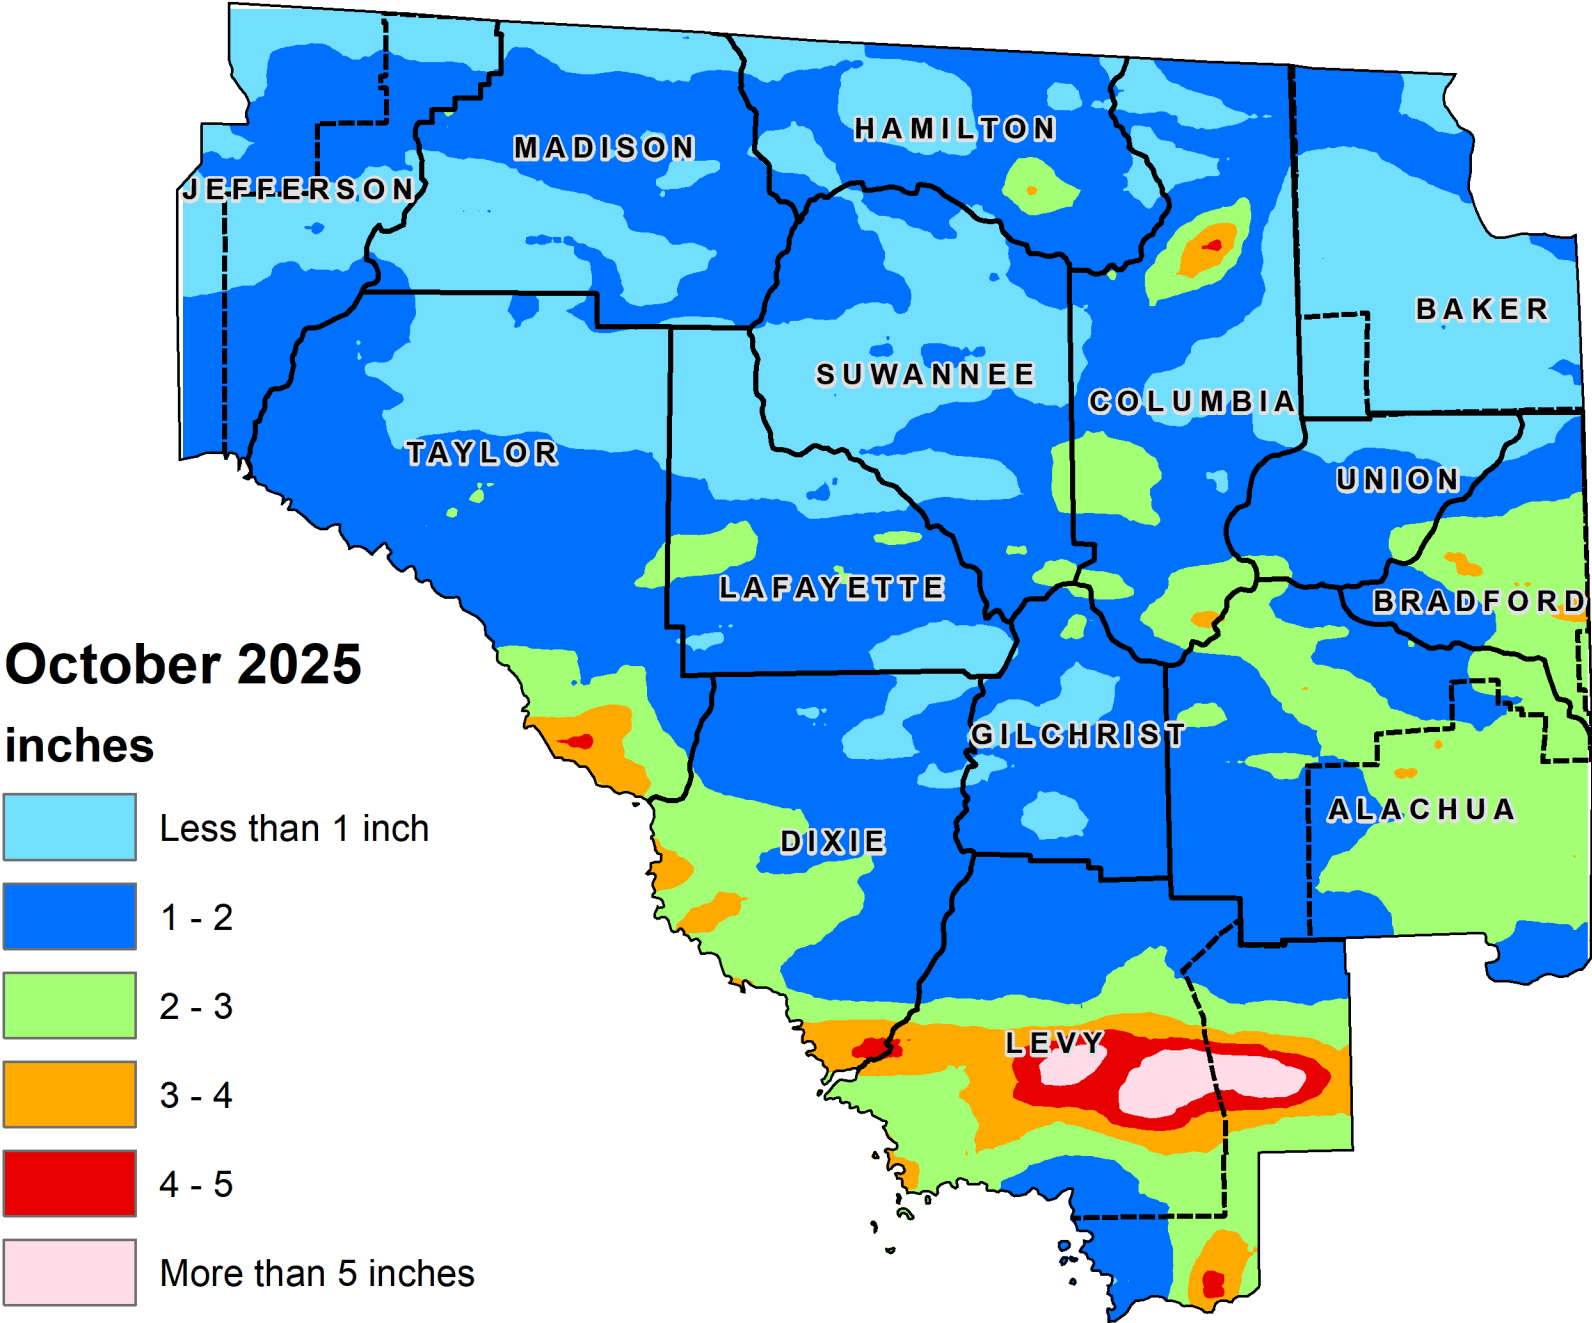 HAMILTON
MADISON
JEFFERSON
BAKER
SUWANNEE
COLUMBIA
TAYLOR
UNION
LAFAYETTE
BRADFORD
GILCHRIST
ALACHUA
DIXIE
LEVY
October 2025
inches
Less than 1 inch
1 - 2
2 - 3
3 - 4
4 - 5
More than 5 inches